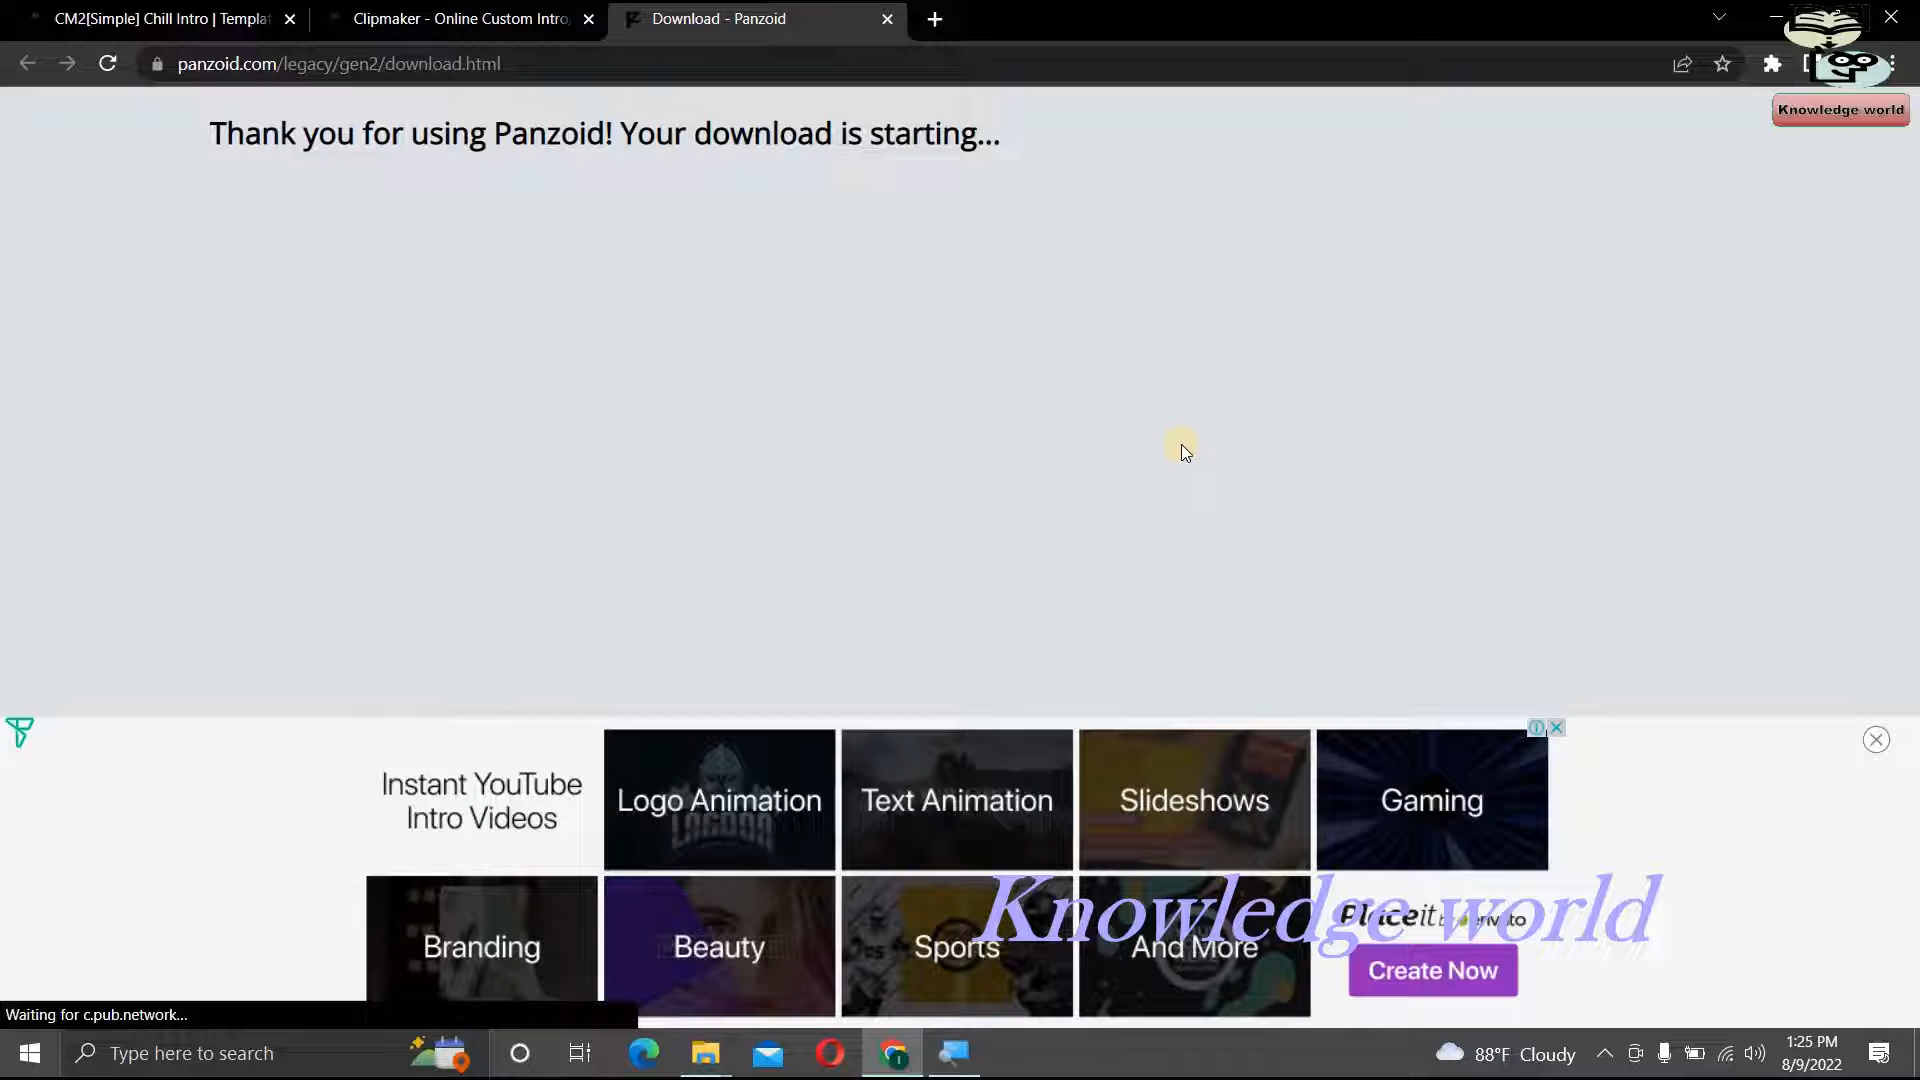 CM2[Simple] Chill Intro | Templat
Clipmaker - Online Custom Intro
Download - Panzoid
panzoid.com/legacy/gen2/download.html
Knowledge world
Thank you for using Panzoid! Your download is starting...
Instant YouTube
Intro Videos
Logo Animation
Text Animation
Slideshows
Gaming
Branding
Beauty
Sports
And More
Knowledge world
Placeit
Create Now
Waiting for c.pub.network...
Type here to search
88°F Cloudy
1:25 PM
8/9/2022